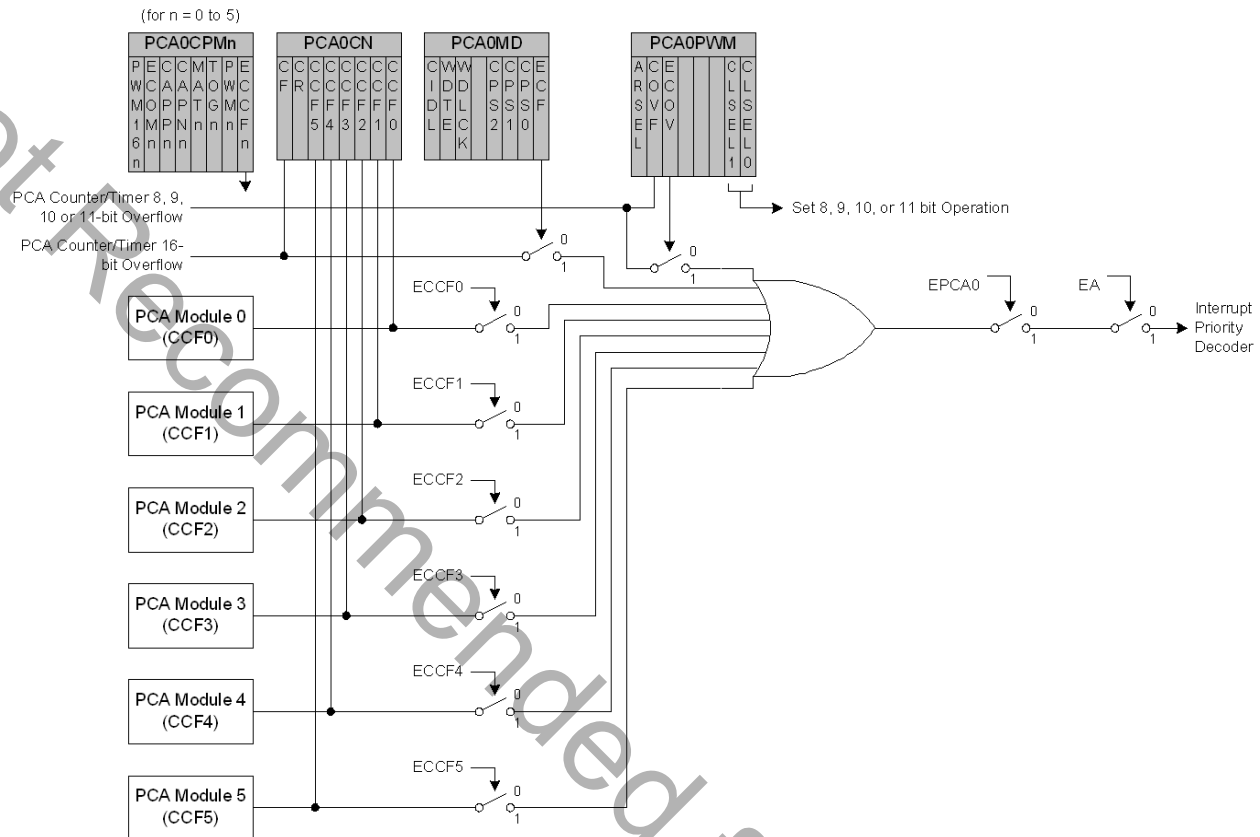 (for n = 0 to 5)
PCA0CPMn
PWM16n
ECOMn
CAPPn
CAPNn
MATn
TOGn
PWMn
ECCFn
PCA0CN
CF
CR
CCF5
CCF4
CCF3
CCF2
CCF1
CCF0
PCA0MD
CIDL
WDTE
WDLCK
CPS2
CPS1
CPS0
ECF
PCA0PWM
ARSEL
COVF
ECOV
CLSEL1
CLSEL0
PCA Counter/Timer 8, 9,
10 or 11-bit Overflow
Set 8, 9, 10, or 11 bit Operation
PCA Counter/Timer 16-
bit Overflow
0
1
0
1
PCA Module 0
(CCF0)
ECCF0
0
1
EPCA0
0
1
EA
0
1
Interrupt
Priority
Decoder
PCA Module 1
(CCF1)
ECCF1
0
1
PCA Module 2
(CCF2)
ECCF2
0
1
PCA Module 3
(CCF3)
ECCF3
0
1
PCA Module 4
(CCF4)
ECCF4
0
1
PCA Module 5
(CCF5)
ECCF5
0
1
Recommended